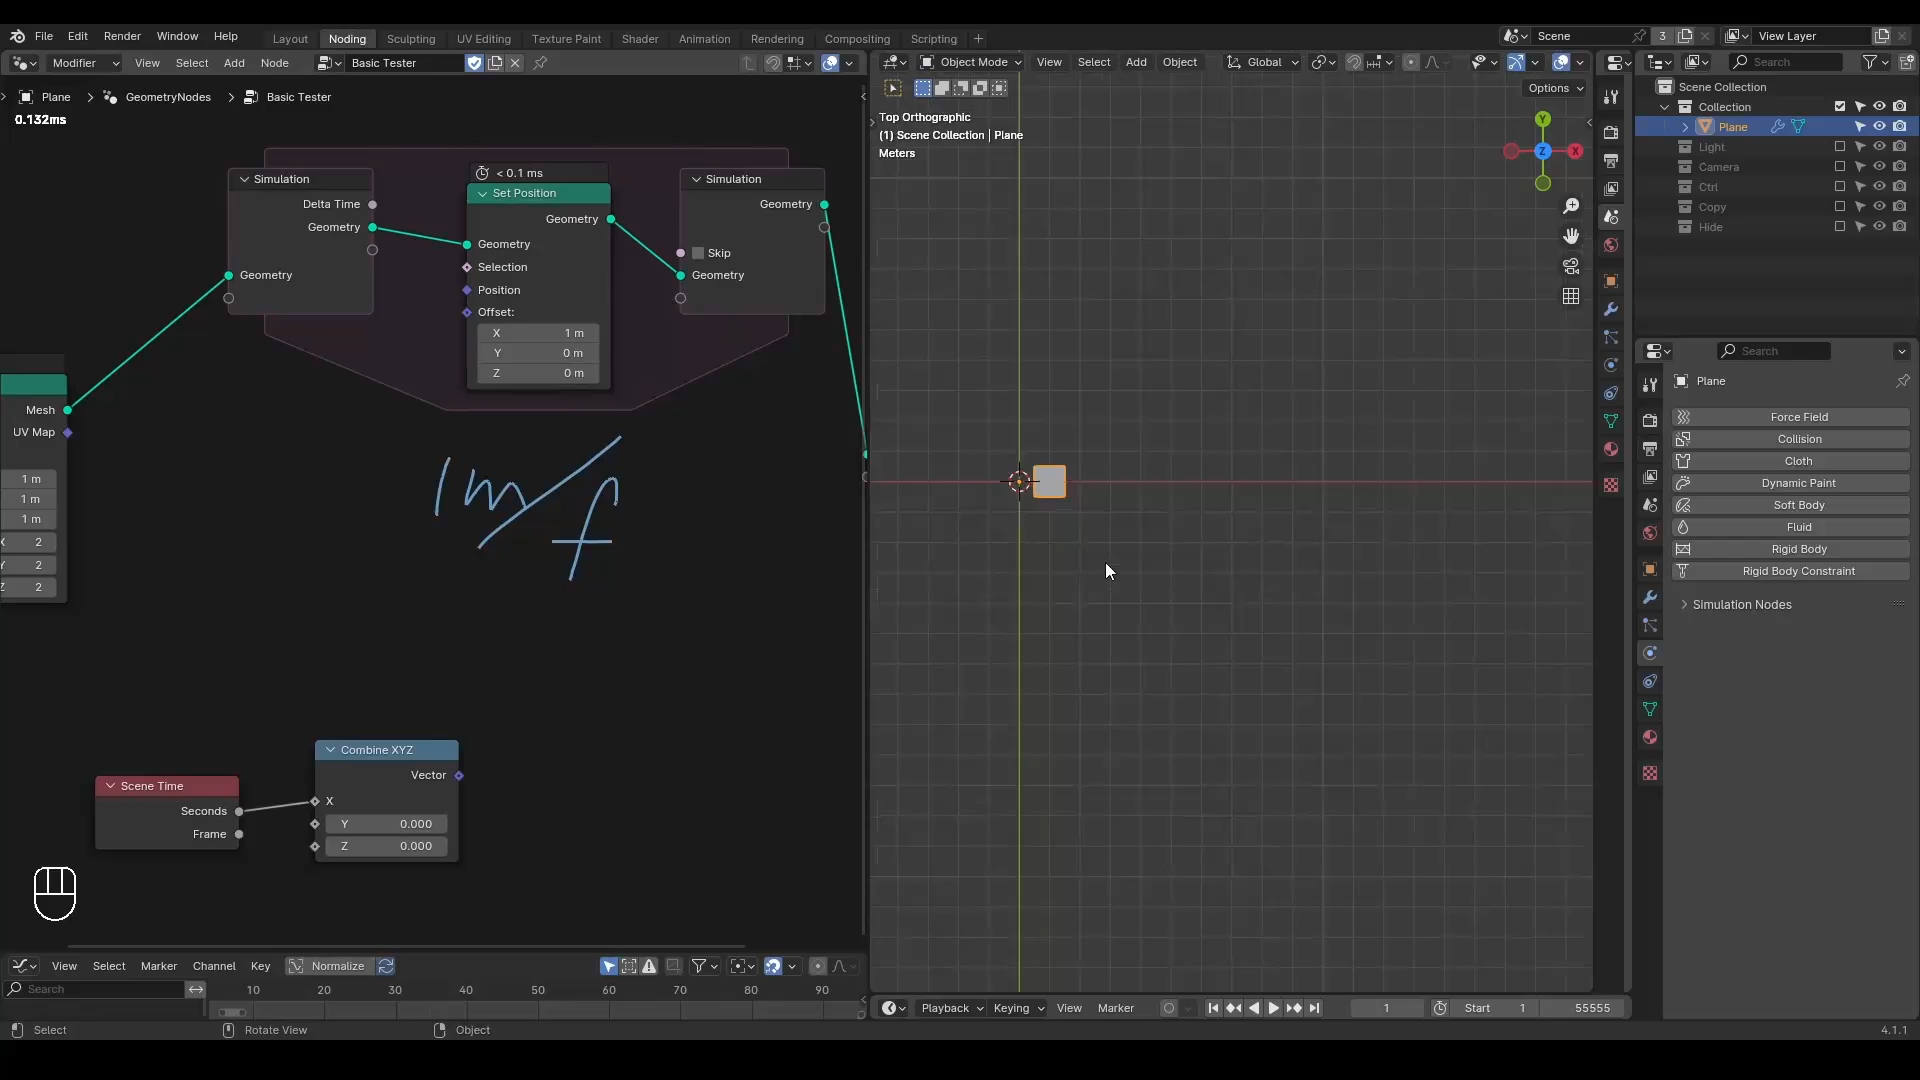 File Edit Render Window Help Layout Noding Sculpting UV Editing Texture Paint Shader Animation Rendering Compositing Scripting + Scene 3 View Layer
Modifier View Select Add Node Basic Tester
Object Mode View Select Add Object Global
Search
Options
Plane > GeometryNodes > Basic Tester
0.132ms
Top Orthographic
(1) Scene Collection | Plane
Meters
Y
Z
X
Scene Collection
Collection
Plane
Light
Camera
Ctrl
Copy
Hide
Simulation
Delta Time
Geometry
Geometry
< 0.1 ms
Set Position
Geometry
Geometry
Selection
Position
Offset:
X 1 m
Y 0 m
Z 0 m
Simulation
Geometry
Skip
Geometry
Mesh
UV Map
1 m
1 m
1 m
2
Y 2
Z 2
1m/f
Scene Time
Seconds
Frame
Combine XYZ
Vector
X
Y 0.000
Z 0.000
Search
Plane
Force Field
Collision
Cloth
Dynamic Paint
Soft Body
Fluid
Rigid Body
Rigid Body Constraint
Simulation Nodes
View Select Marker Channel Key Normalize
Search
10 20 30 40 50 60 70 80 90
Playback Keying View Marker 1 Start 1 55555
Select Rotate View Object 4.1.1